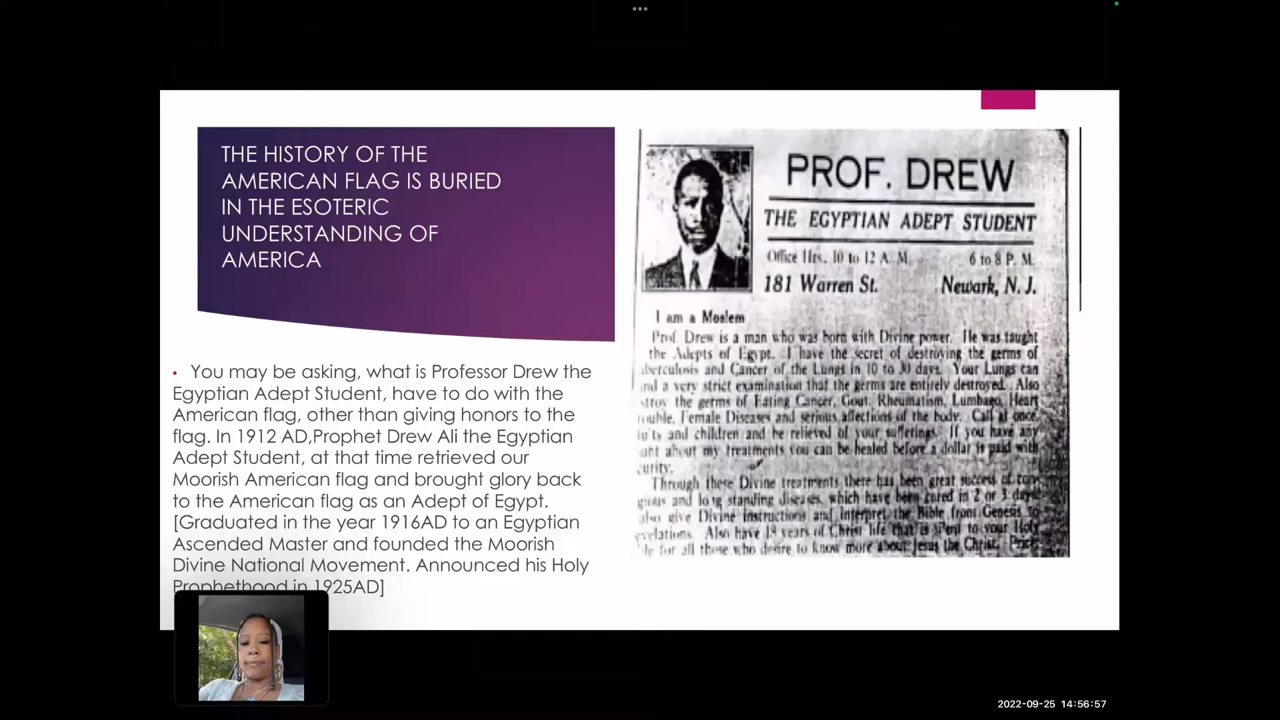 THE HISTORY OF THE
AMERICAN FLAG IS BURIED
IN THE ESOTERIC
UNDERSTANDING OF
AMERICA
• You may be asking, what is Professor Drew the
Egyptian Adept Student, have to do with the
American flag, other than giving honors to the
flag. In 1912 AD,Prophet Drew Ali the Egyptian
Adept Student, at that time retrieved our
Moorish American flag and brought glory back
to the American flag as an Adept of Egypt.
[Graduated in the year 1916AD to an Egyptian
Ascended Master and founded the Moorish
Divine National Movement. Announced his Holy
Prophethood in 1925AD]
PROF. DREW
THE EGYPTIAN ADEPT STUDENT
Office Hrs., 10 to 12 A. M. 6 to 8 P. M.
181 Warren St. Newark, N. J.
I am a Moslem
Prof. Drew is a man who was born with Divine power. He was taught
the Adepts of Egypt. I have the secret of destroying the germs of
and Cancer of the Lungs in 10 to 30 days. Your Lungs can
a very strict examination that the germs are entirely destroyed. Also
the germs of Eating Cancer, Gout, Rheumatism, Lumbago, Heart
Female Diseases and serious affections of the body. Call at once,
and children and be relieved of your sufferings. If you have any
about my treatments you can be healed before a dollar is paid with
Through these Divine treatments there has been great success of
and long standing diseases, which have been cured in 2 or 3 days
also give Divine instructions and interpret the Bible from Genesis to
Also have 18 years of Christ life that is silent to your Holy
for all those who desire to know more about Jesus the Christ.
2022-09-25 14:56:57